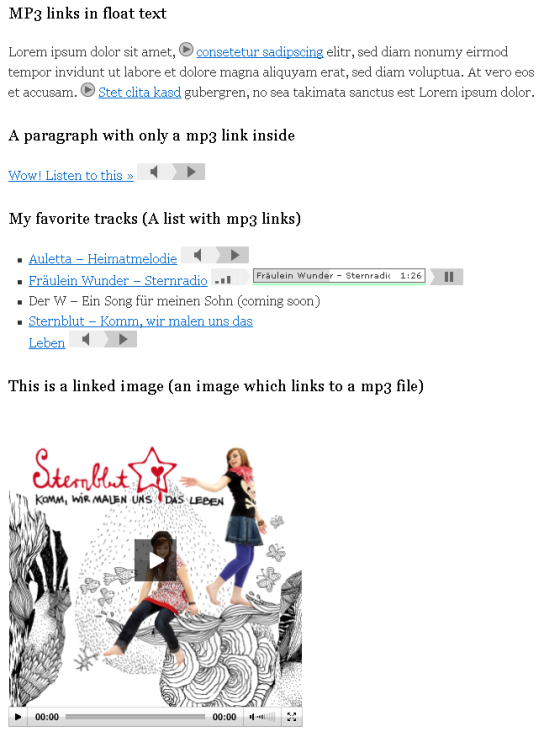 MP3 links in float text
Lorem ipsum dolor sit amet, consetetur sadipscing elitr, sed diam nonumy eirmod
tempor invidunt ut labore et dolore magna aliquyam erat, sed diam voluptua. At vero eos
et accusam. Stet clita kasd gubergren, no sea takimata sanctus est Lorem ipsum dolor.
A paragraph with only a mp3 link inside
Wow! Listen to this »
My favorite tracks (A list with mp3 links)
Auletta – Heimatmelodie
Fräulein Wunder – Sternradio Fräulein Wunder – Sternradio 1:26
Der W – Ein Song für meinen Sohn (coming soon)
Sternblut – Komm, wir malen uns das
Leben
This is a linked image (an image which links to a mp3 file)
Sternblut
KOMM, WIR MALEN UNS DAS LEBEN
00:00 00:00